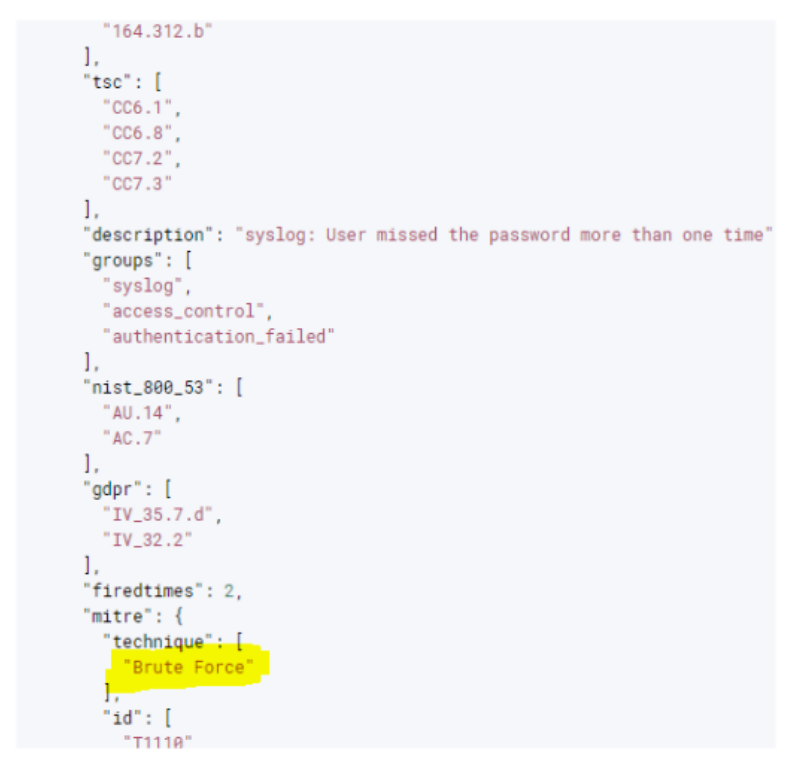 "164.312.b"
],
"tsc": [
"CC6.1",
"CC6.8",
"CC7.2",
"CC7.3"
],
"description": "syslog: User missed the password more than one time"
"groups": [
"syslog",
"access_control",
"authentication_failed"
],
"nist_800_53": [
"AU.14",
"AC.7"
],
"gdpr": [
"IV_35.7.d",
"IV_32.2"
],
"firedtimes": 2,
"mitre": {
"technique": [
"Brute Force"
],
"id": [
"T1110"